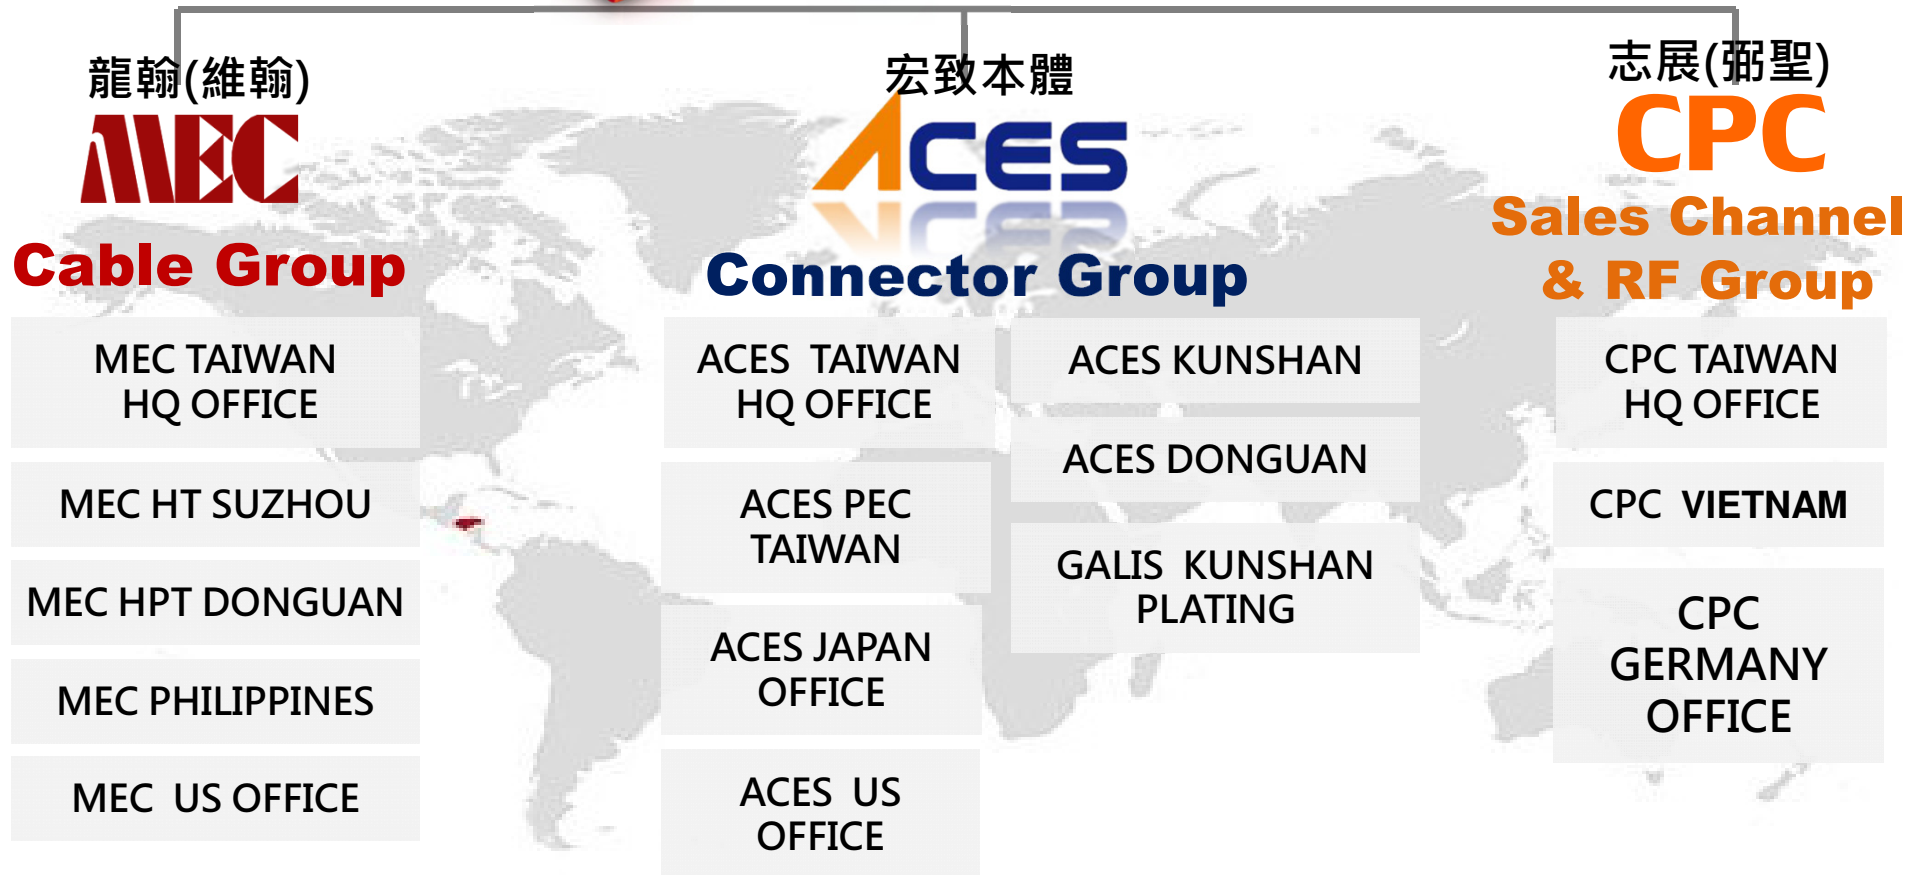 龍翰(維翰)
MEC
Cable Group
MEC TAIWAN
HQ OFFICE
MEC HT SUZHOU
MEC HPT DONGUAN
MEC PHILIPPINES
MEC US OFFICE
宏致本體
ACES
Connector Group
ACES TAIWAN
HQ OFFICE
ACES PEC
TAIWAN
ACES JAPAN
OFFICE
ACES US
OFFICE
ACES KUNSHAN
ACES DONGUAN
GALIS KUNSHAN
PLATING
志展(弼聖)
CPC
Sales Channel
& RF Group
CPC TAIWAN
HQ OFFICE
CPC VIETNAM
CPC
GERMANY
OFFICE